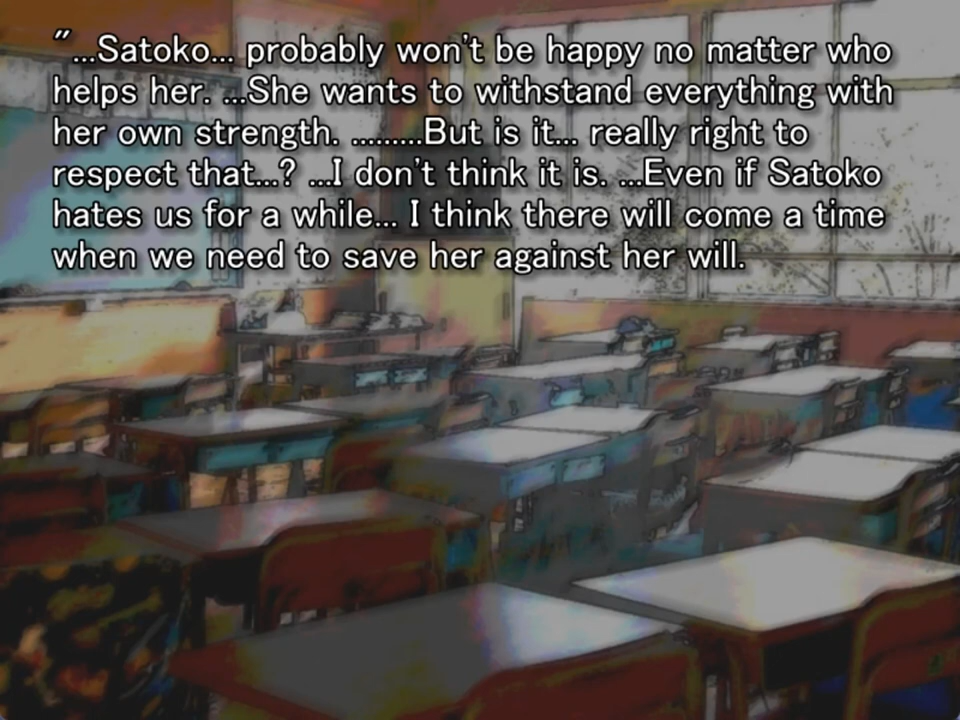 "...Satoko... probably won't be happy no matter who
helps her. ...She wants to withstand everything with
her own strength. .........But is it... really right to
respect that...? ...I don't think it is. ...Even if Satoko
hates us for a while... I think there will come a time
when we need to save her against her will.